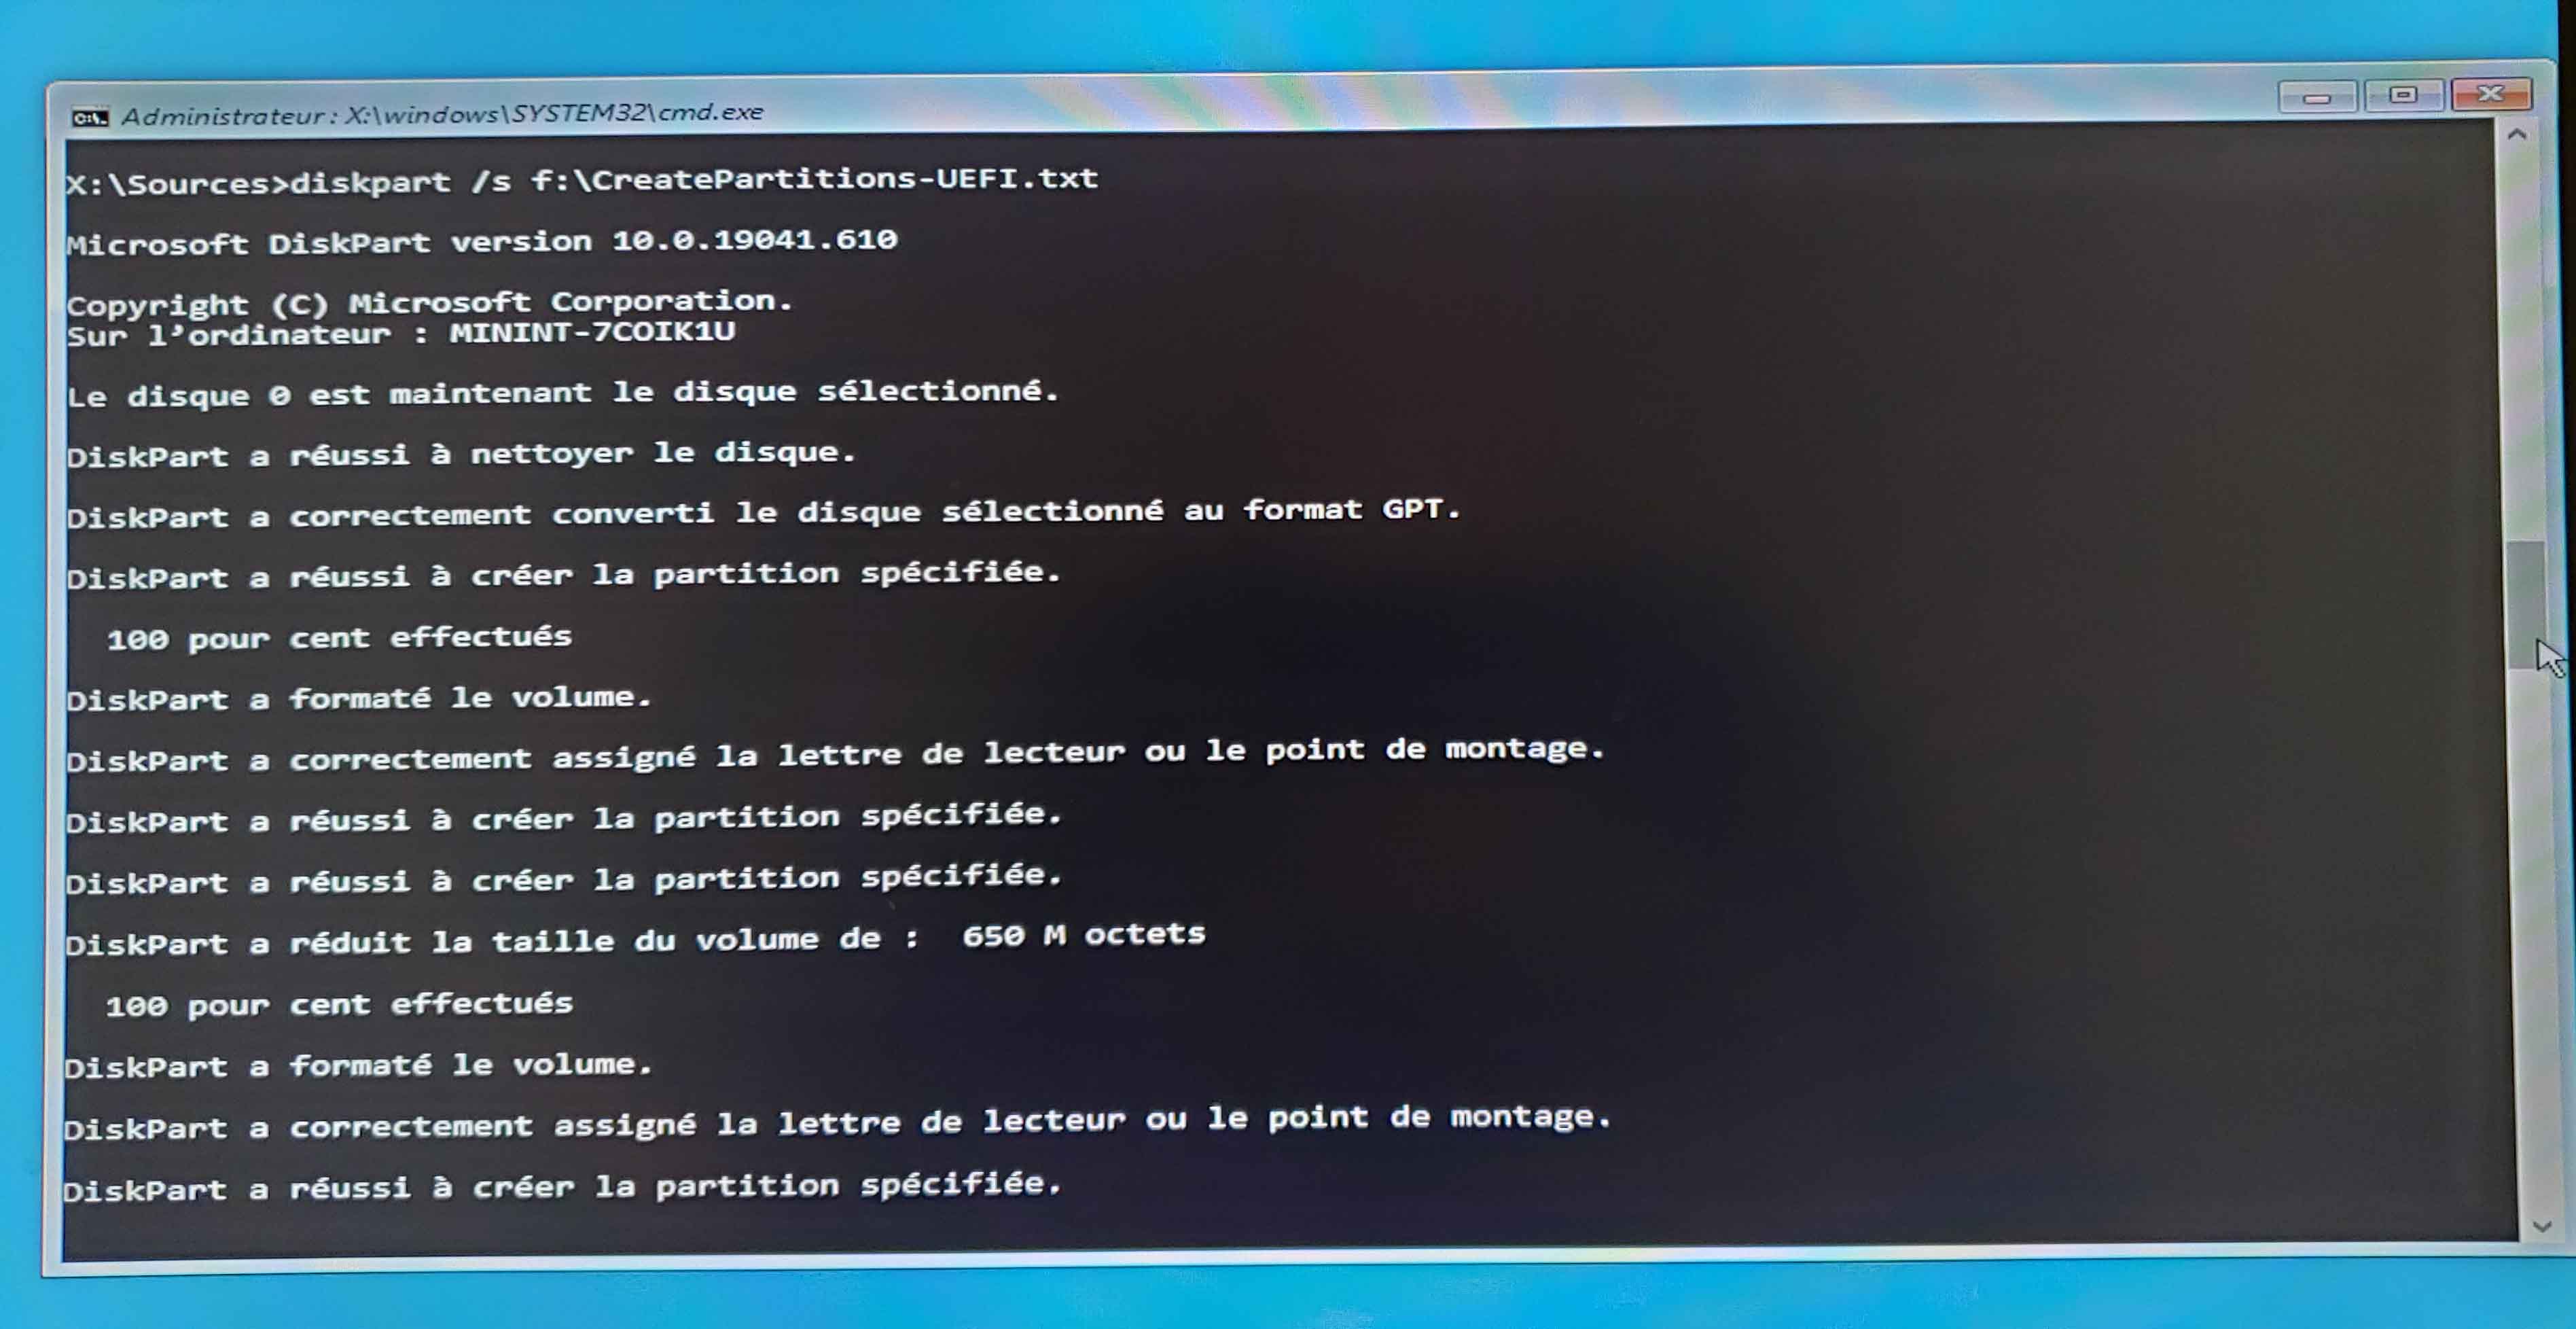 Administrateur : X:\windows\SYSTEM32\cmd.exe
X:\Sources>diskpart /s f:\CreatePartitions-UEFI.txt
Microsoft DiskPart version 10.0.19041.610
Copyright (C) Microsoft Corporation.
Sur l'ordinateur : MININT-7COIK1U
Le disque 0 est maintenant le disque sélectionné.
DiskPart a réussi à nettoyer le disque.
DiskPart a correctement converti le disque sélectionné au format GPT.
DiskPart a réussi à créer la partition spécifiée.
100 pour cent effectués
DiskPart a formaté le volume.
DiskPart a correctement assigné la lettre de lecteur ou le point de montage.
DiskPart a réussi à créer la partition spécifiée.
DiskPart a réussi à créer la partition spécifiée.
DiskPart a réduit la taille du volume de :  650 M octets
100 pour cent effectués
DiskPart a formaté le volume.
DiskPart a correctement assigné la lettre de lecteur ou le point de montage.
DiskPart a réussi à créer la partition spécifiée.